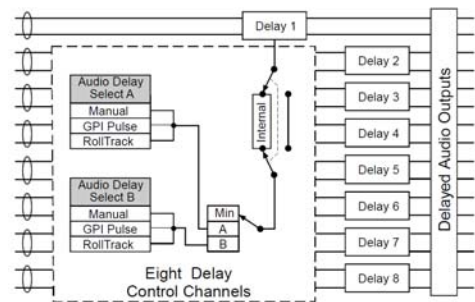 Delay 1
Delay 2
Audio Delay
Select A
Manual
GPI Pulse
RollTrack
Internal
Delay 3
Delay 4
Delay 5
Audio Delay
Select B
Manual
GPI Pulse
RollTrack
Min
A
B
Delay 6
Delay 7
Delay 8
Eight Delay
Control Channels
Delayed Audio Outputs